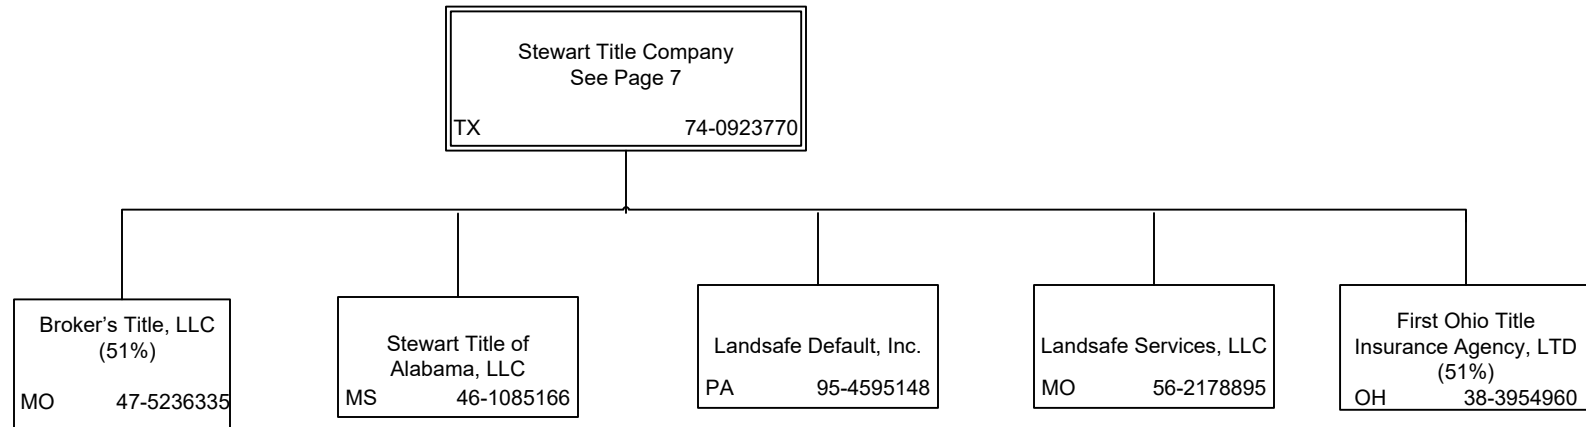 Stewart Title Company
See Page 7
TX 74-0923770
Broker’s Title, LLC
(51%)
MO 47-5236335
Stewart Title of
Alabama, LLC
MS 46-1085166
Landsafe Default, Inc.
PA 95-4595148
Landsafe Services, LLC
MO 56-2178895
First Ohio Title
Insurance Agency, LTD
(51%)
OH 38-3954960